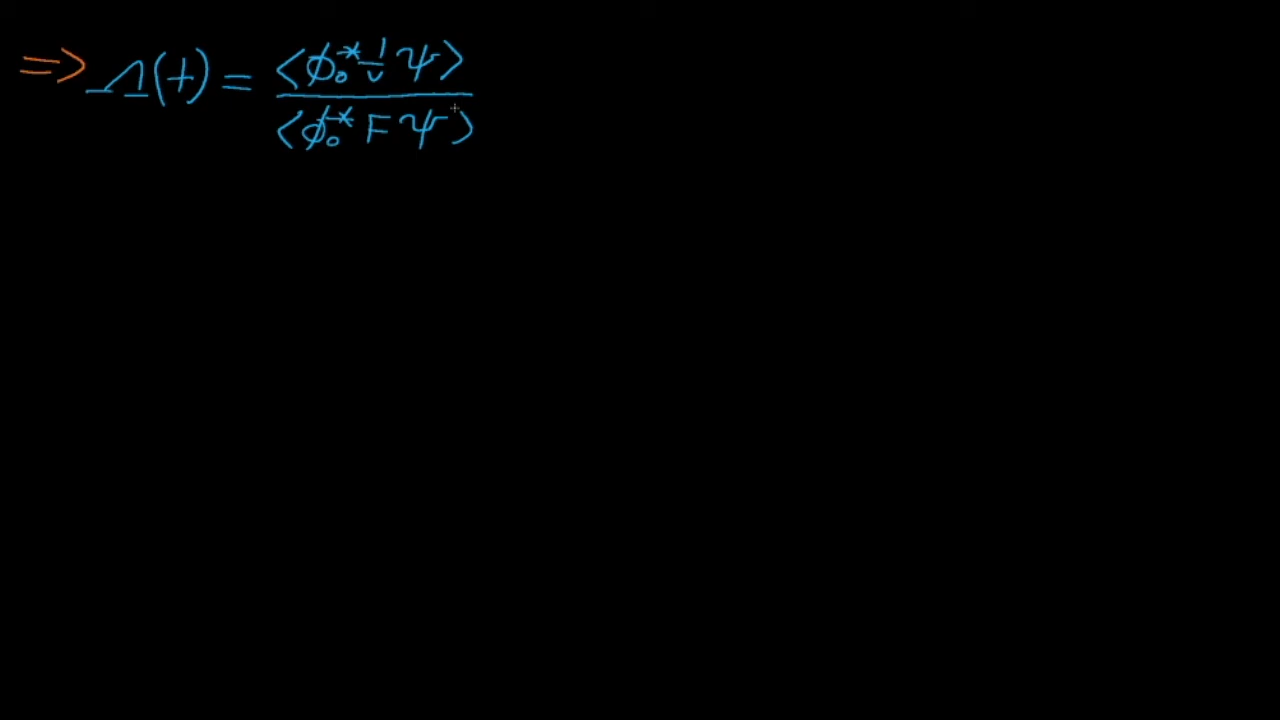 ⇒ Λ(t) = <ϕ₀* 1/v ψ>
<ϕ₀* F ψ>